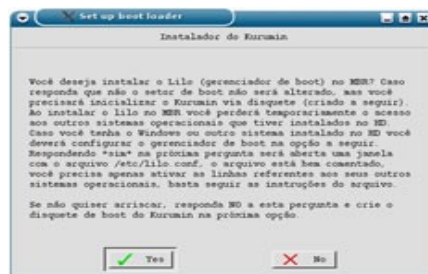 Set up boot loader
Instalador do Kurumin
Você deseja instalar o Lilo (gerenciador de boot) no MBR? Caso
responda que não o setor de boot não será alterado, mas você
precisará inicializar o Kurumin via disquete (criado a seguir).
Ao instalar o lilo no MBR você perderá temporariamente o acesso
aos outros sistemas operacionais que tiver instalados no HD.
Caso você tenha o Windows ou outro sistema instalado no HD você
deverá configurar o gerenciador de boot na opção a seguir.
Respondendo *sim* na próxima pergunta será aberta uma janela
com o arquivo /etc/lilo.conf, o arquivo está bem comentado,
você precisa apenas ativar as linhas referentes aos seus outros
sistemas operacionais, basta seguir as instruções do arquivo.
Se não quiser arriscar, responda NO a esta pergunta e crie o
disquete de boot do Kurumin na próxima opção.
Yes
No